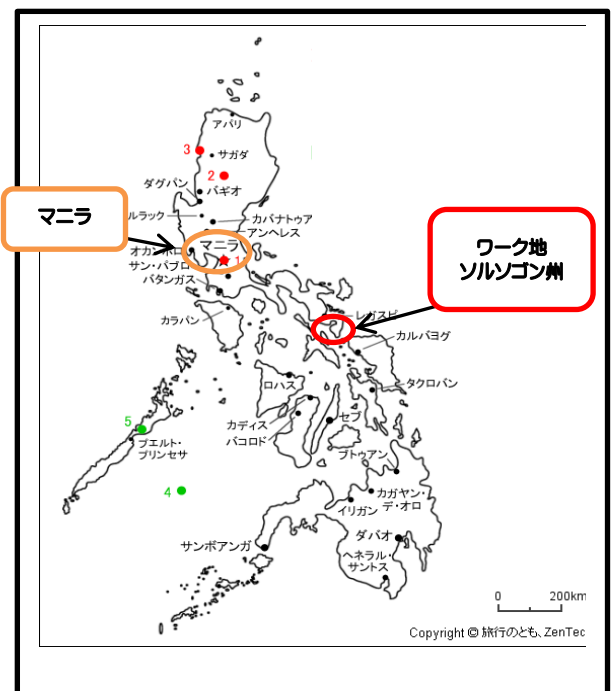 アパリ
3
サガダ
2
ダグパン
バギオ
マニラ
ルラック
カバナトゥア
アンヘレス
ワーク地
ソルソゴン州
マニラ
オカンポロ
1
サン・パブロ
バタンガス
レガスピ
カラパン
カルバヨグ
ロハス
タクロバン
カディス
セブ
バコロド
5
プエルト・
プリンセサ
ブトゥアン
4
カガヤン・
デ・オロ
イリガン
ダバオ
サンボアンガ
ヘネラル・
サントス
0 200km
Copyright © 旅行のとも、ZenTec